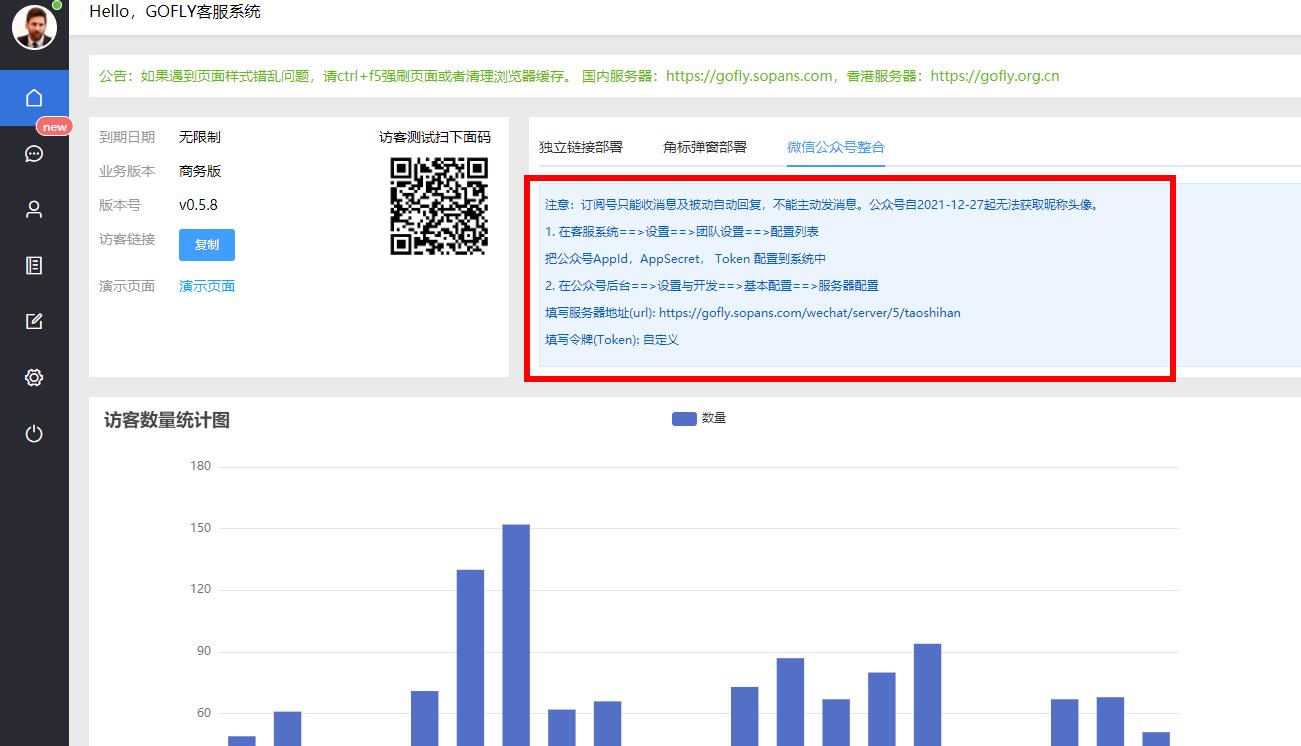 Hello，GOFLY客服系统
公告：如果遇到页面样式错乱问题，请ctrl+f5强刷页面或者清理浏览器缓存。 国内服务器：https://gofly.sopans.com，香港服务器：https://gofly.org.cn
new
到期日期 无限制
业务版本 商务版
版本号 v0.5.8
访客链接 复制
演示页面 演示页面
访客测试扫下面码
独立链接部署 角标弹窗部署 微信公众号整合
注意：订阅号只能收消息及被动自动回复，不能主动发消息。公众号自2021-12-27起无法获取昵称头像。
1. 在客服系统==>设置==>团队设置==>配置列表
把公众号AppId，AppSecret， Token 配置到系统中
2. 在公众号后台==>设置与开发==>基本配置==>服务器配置
填写服务器地址(url): https://gofly.sopans.com/wechat/server/5/taoshihan
填写令牌(Token): 自定义
访客数量统计图
数量
180
150
120
90
60